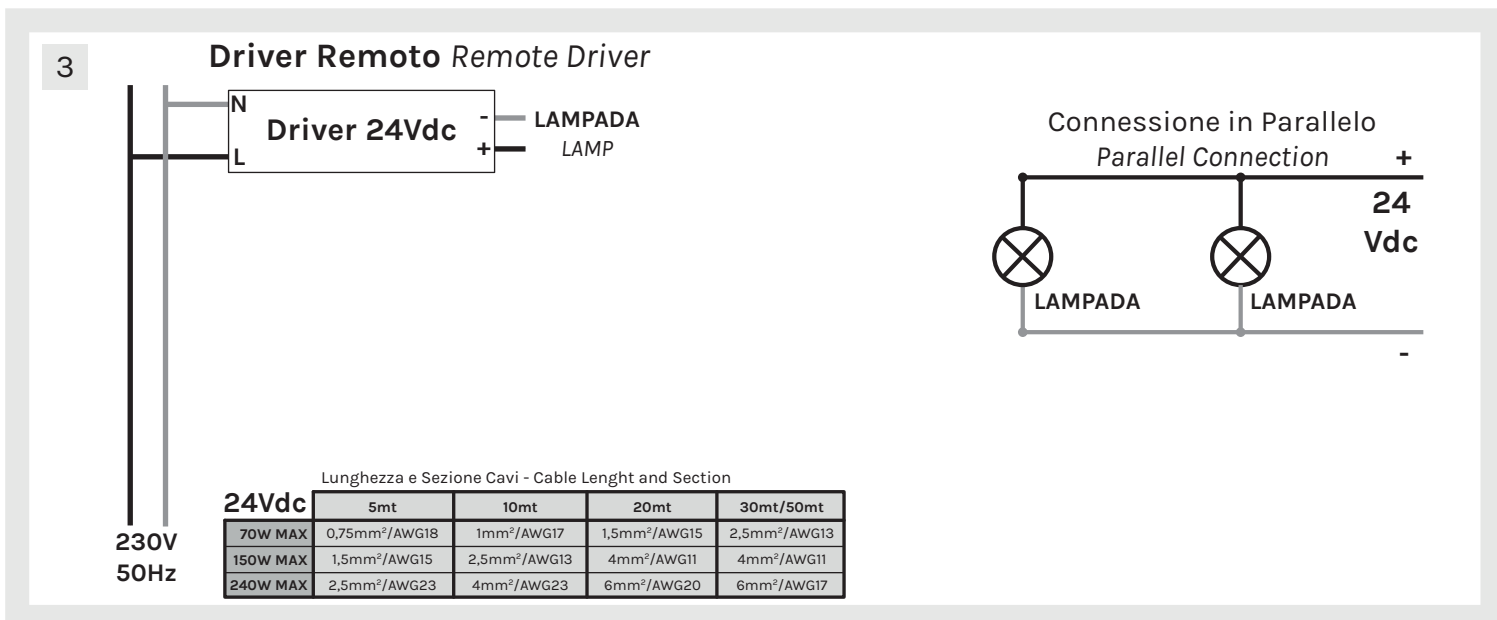 3
Driver Remoto Remote Driver
N
Driver 24Vdc
L
-
+
LAMPADA
LAMP
Connessione in Parallelo
Parallel Connection
+
24
Vdc
LAMPADA
LAMPADA
-
230V
50Hz
Lunghezza e Sezione Cavi - Cable Lenght and Section
24Vdc 5mt 10mt 20mt 30mt/50mt
70W MAX 0,75mm²/AWG18 1mm²/AWG17 1,5mm²/AWG15 2,5mm²/AWG13
150W MAX 1,5mm²/AWG15 2,5mm²/AWG13 4mm²/AWG11 4mm²/AWG11
240W MAX 2,5mm²/AWG23 4mm²/AWG23 6mm²/AWG20 6mm²/AWG17